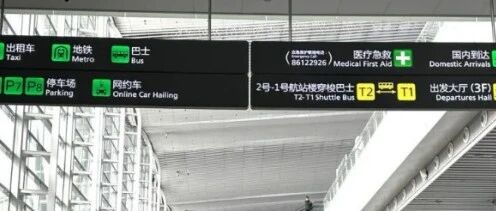 出租车
Taxi
地铁
Metro
巴士
Bus
P7 P8
停车场
Parking
网约车
Online Car Hailing
86122926
医疗急救
Medical First Aid
国内到达
Domestic Arrivals
2号-1号航站楼穿梭巴士
T2- T1 Shuttle Bus
T2
T1
出发大厅 (3F)
Departures Hall